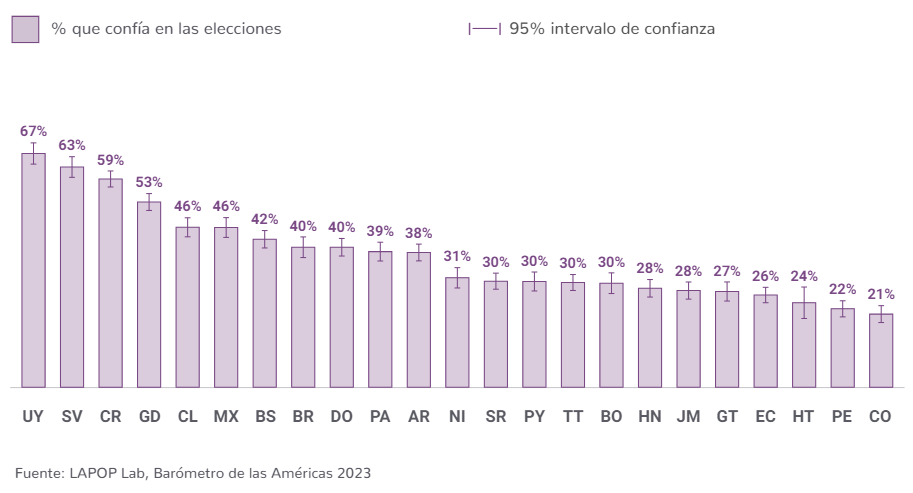 % que confía en las elecciones
95% intervalo de confianza
67% 63% 59% 53% 46% 46% 42% 40% 40% 39% 38% 31% 30% 30% 30% 30% 28% 28% 27% 26% 24% 22% 21%
UY SV CR GD CL MX BS BR DO PA AR NI SR PY TT BO HN JM GT EC HT PE CO
Fuente: LAPOP Lab, Barómetro de las Américas 2023